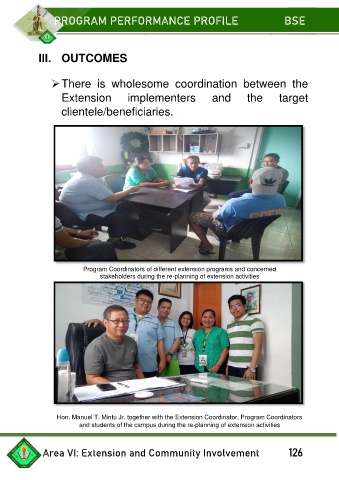 PROGRAM PERFORMANCE PROFILE BSE
III. OUTCOMES
➢ There is wholesome coordination between the
Extension implementers and the target
clientele/beneficiaries.
Program Coordinators of different extension programs and concerned
stakeholders during the re-planning of extension activities
Hon. Manuel T. Mintu Jr. together with the Extension Coordinator, Program Coordinators
and students of the campus during the re-planning of extension activities
Area VI: Extension and Community Involvement 126